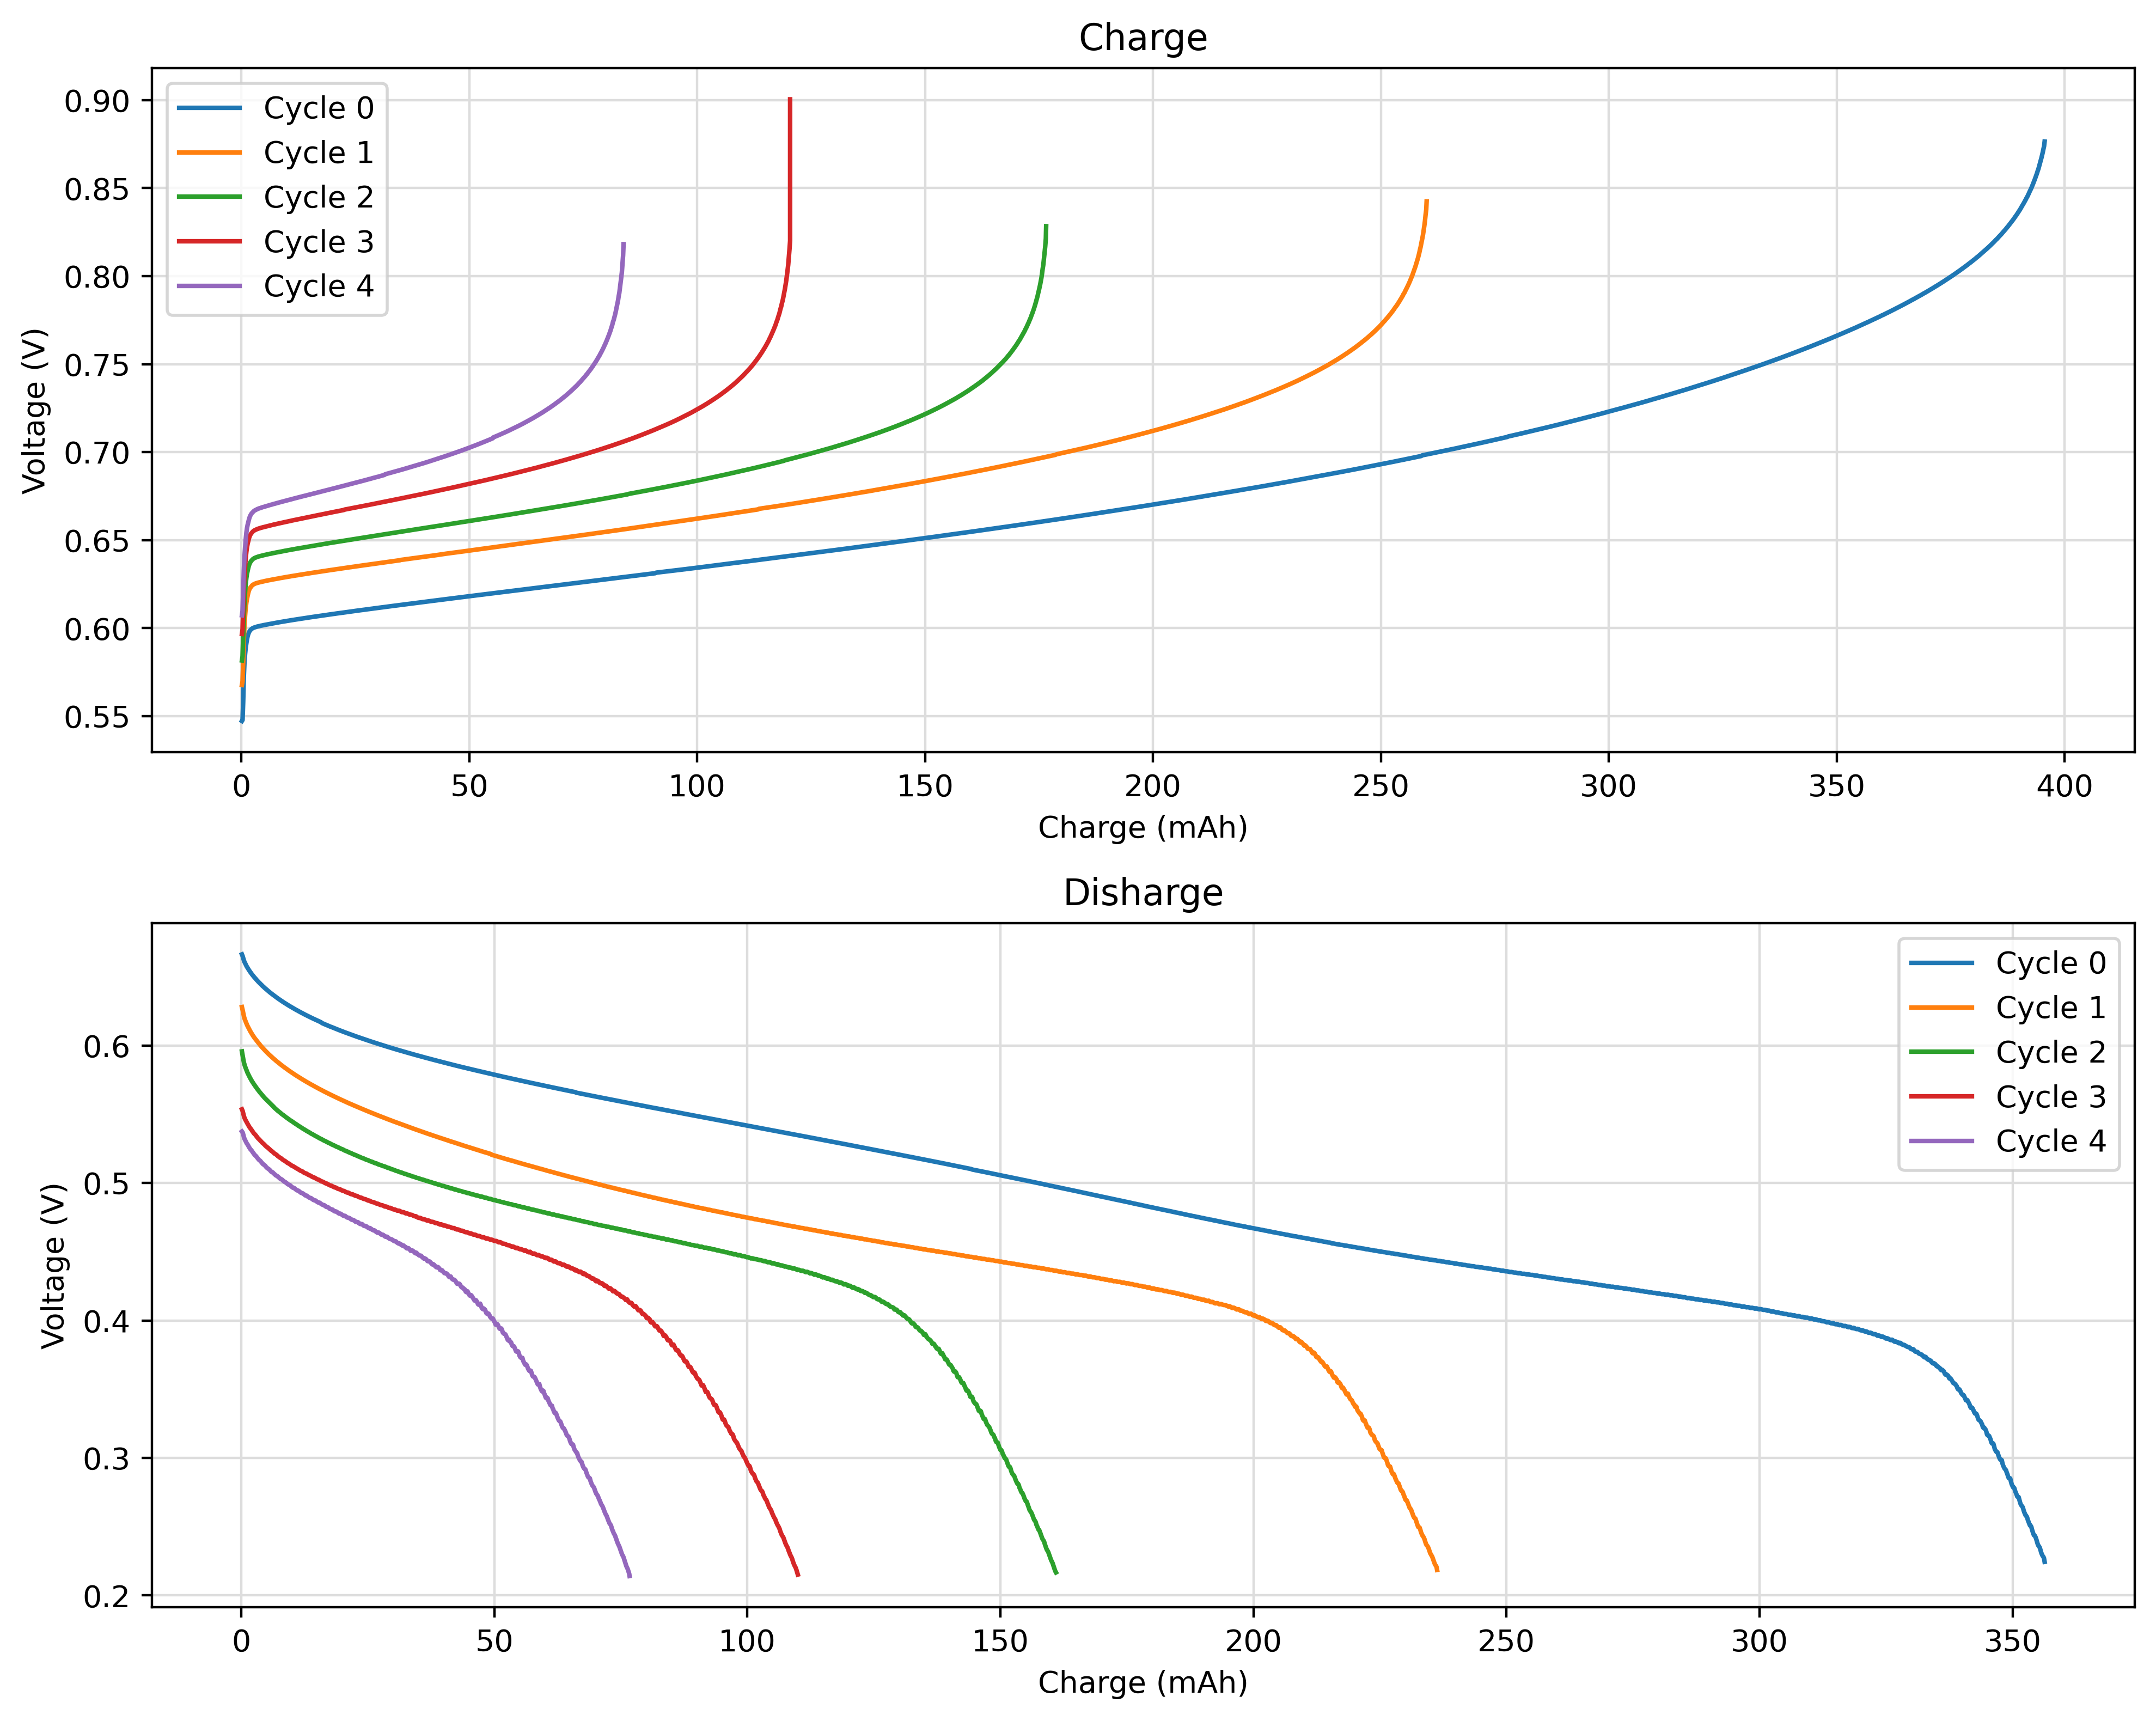 Charge
0.90
0.85
0.80
0.75
0.70
0.65
0.60
0.55
Voltage (V)
Cycle 0
Cycle 1
Cycle 2
Cycle 3
Cycle 4
0 50 100 150 200 250 300 350 400
Charge (mAh)
Disharge
0.6
0.5
0.4
0.3
0.2
Voltage (V)
Cycle 0
Cycle 1
Cycle 2
Cycle 3
Cycle 4
0 50 100 150 200 250 300 350
Charge (mAh)